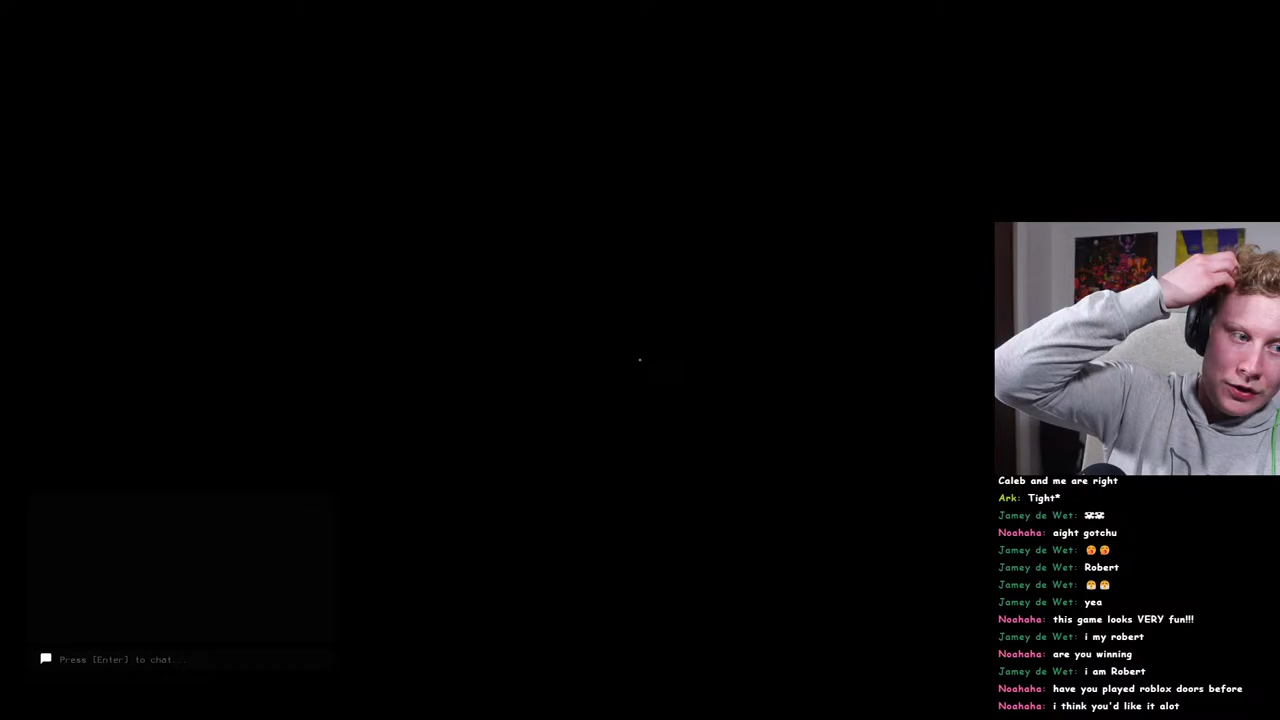 Caleb and me are right
Ark: Tight*
Jamey de Wet: ☠️☠️
Noahaha: aight gotchu
Jamey de Wet:
Jamey de Wet: Robert
Jamey de Wet:
Jamey de Wet: yea
Noahaha: this game looks VERY fun!!!
Jamey de Wet: i my robert
Noahaha: are you winning
Jamey de Wet: i am Robert
Noahaha: have you played roblox doors before
Noahaha: i think you'd like it alot
Press [Enter] to chat...